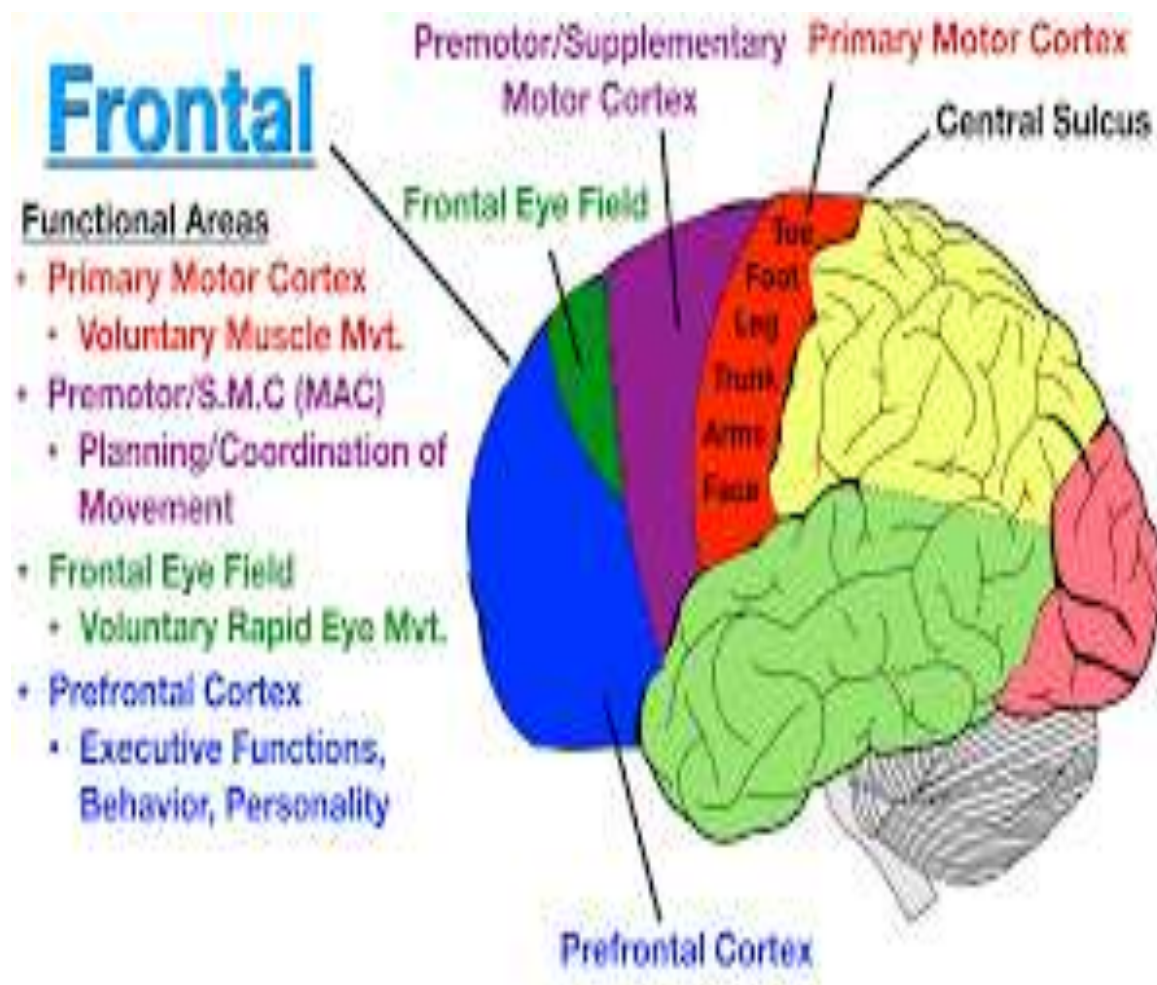 Premotor/Supplementary
Motor Cortex
Primary Motor Cortex
Central Sulcus
Frontal
Frontal Eye Field
Functional Areas
• Primary Motor Cortex
• Voluntary Muscle Mvt.
• Premotor/S.M.C (MAC)
• Planning/Coordination of
Movement
• Frontal Eye Field
• Voluntary Rapid Eye Mvt.
• Prefrontal Cortex
• Executive Functions,
Behavior, Personality
Toe
Foot
Leg
Trunk
Arms
Face
Prefrontal Cortex